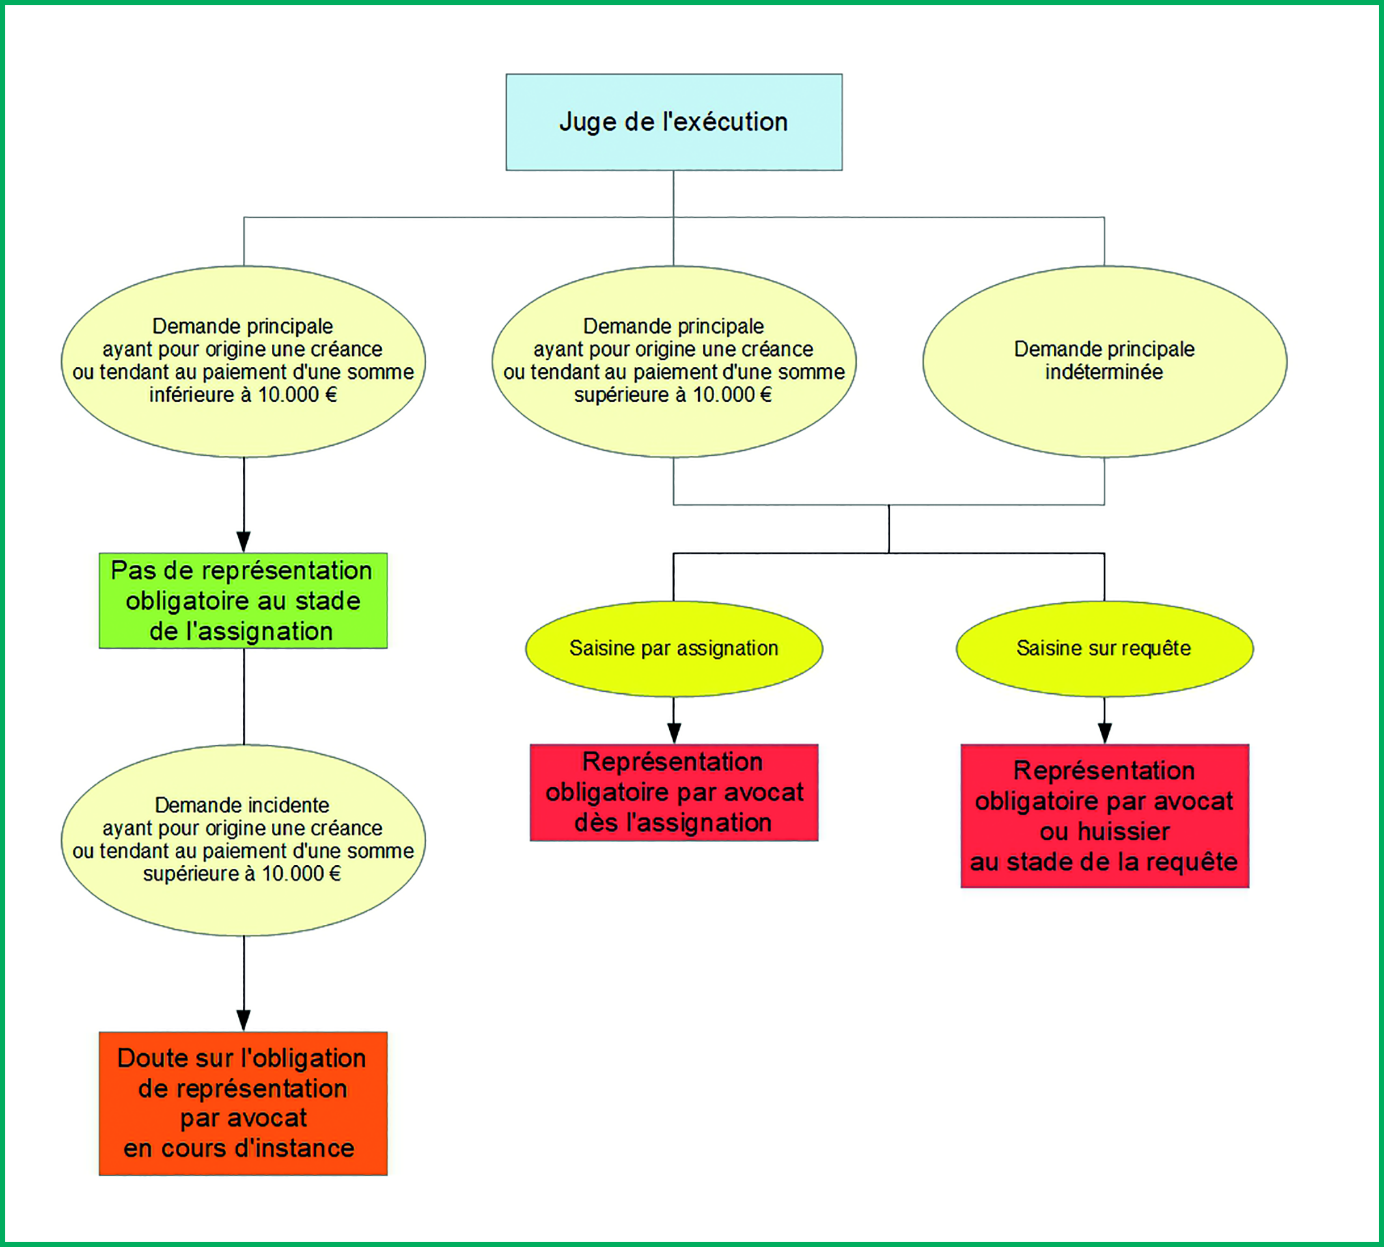 Juge de l'exécution
Demande principale
ayant pour origine une créance
ou tendant au paiement d'une somme
inférieure à 10.000 €
Demande principale
ayant pour origine une créance
ou tendant au paiement d'une somme
supérieure à 10.000 €
Demande principale
indéterminée
Pas de représentation
obligatoire au stade
de l'assignation
Saisine par assignation
Saisine sur requête
Représentation
obligatoire par avocat
dès l'assignation
Représentation
obligatoire par avocat
ou huissier
au stade de la requête
Demande incidente
ayant pour origine une créance
ou tendant au paiement d'une somme
supérieure à 10.000 €
Doute sur l'obligation
de représentation
par avocat
en cours d'instance